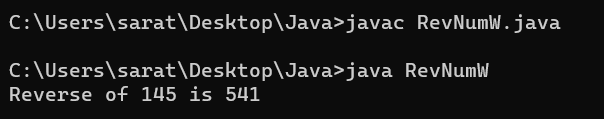 C:\Users\sarat\Desktop\Java>javac RevNumW.java
C:\Users\sarat\Desktop\Java>java RevNumW
Reverse of 145 is 541